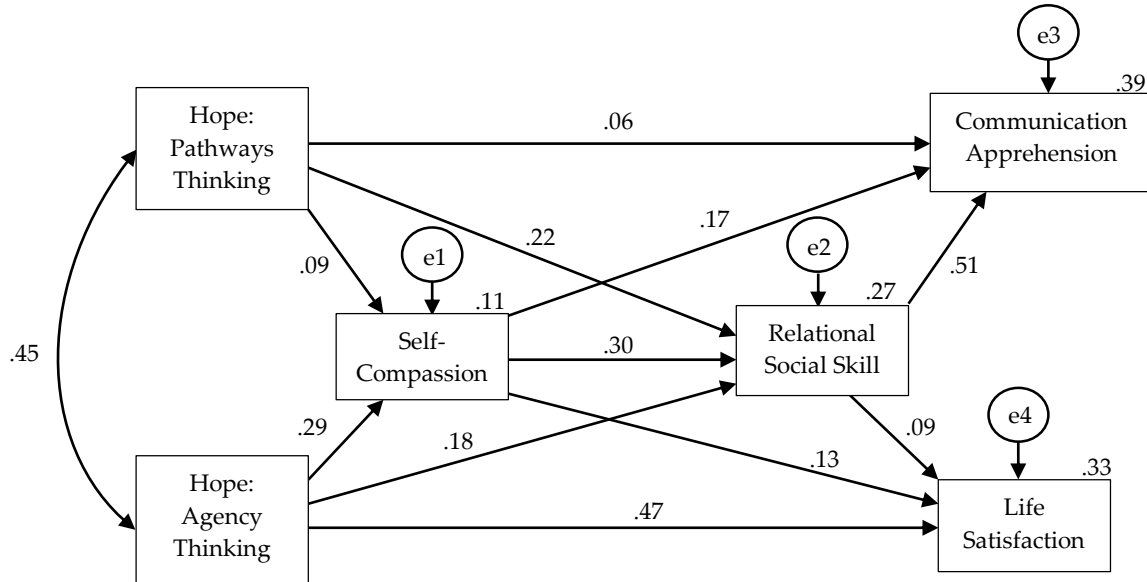 e3
.39
Hope:
Pathways
Thinking
.06
Communication
Apprehension
.17
.22
e1
e2
.09
.51
.11
.27
Self-
Compassion
.30
Relational
Social Skill
.45
.29
.18
.13
.09
e4
.33
Hope:
Agency
Thinking
.47
Life
Satisfaction